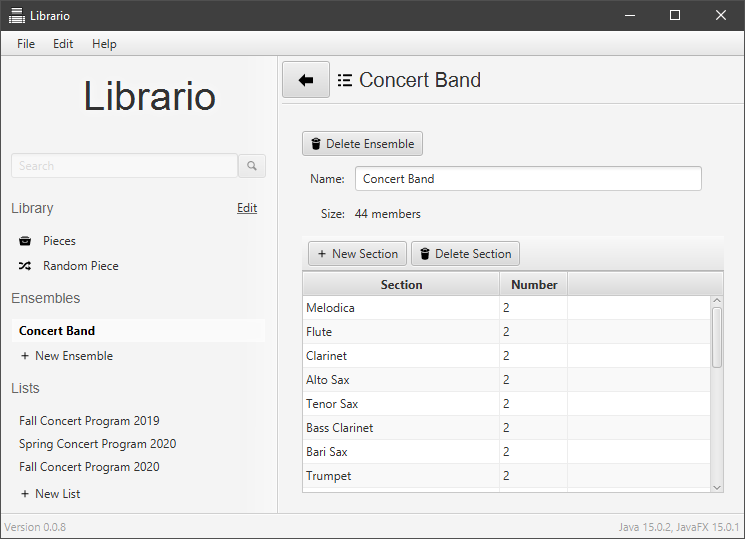 Librario
File Edit Help
Librario
Search
Library Edit
Pieces
Random Piece
Ensembles
Concert Band
+ New Ensemble
Lists
Fall Concert Program 2019
Spring Concert Program 2020
Fall Concert Program 2020
+ New List
Concert Band
Delete Ensemble
Name: Concert Band
Size: 44 members
+ New Section Delete Section
Section Number
Melodica 2
Flute 2
Clarinet 2
Alto Sax 2
Tenor Sax 2
Bass Clarinet 2
Bari Sax 2
Trumpet 2
Version 0.0.8 Java 15.0.2, JavaFX 15.0.1